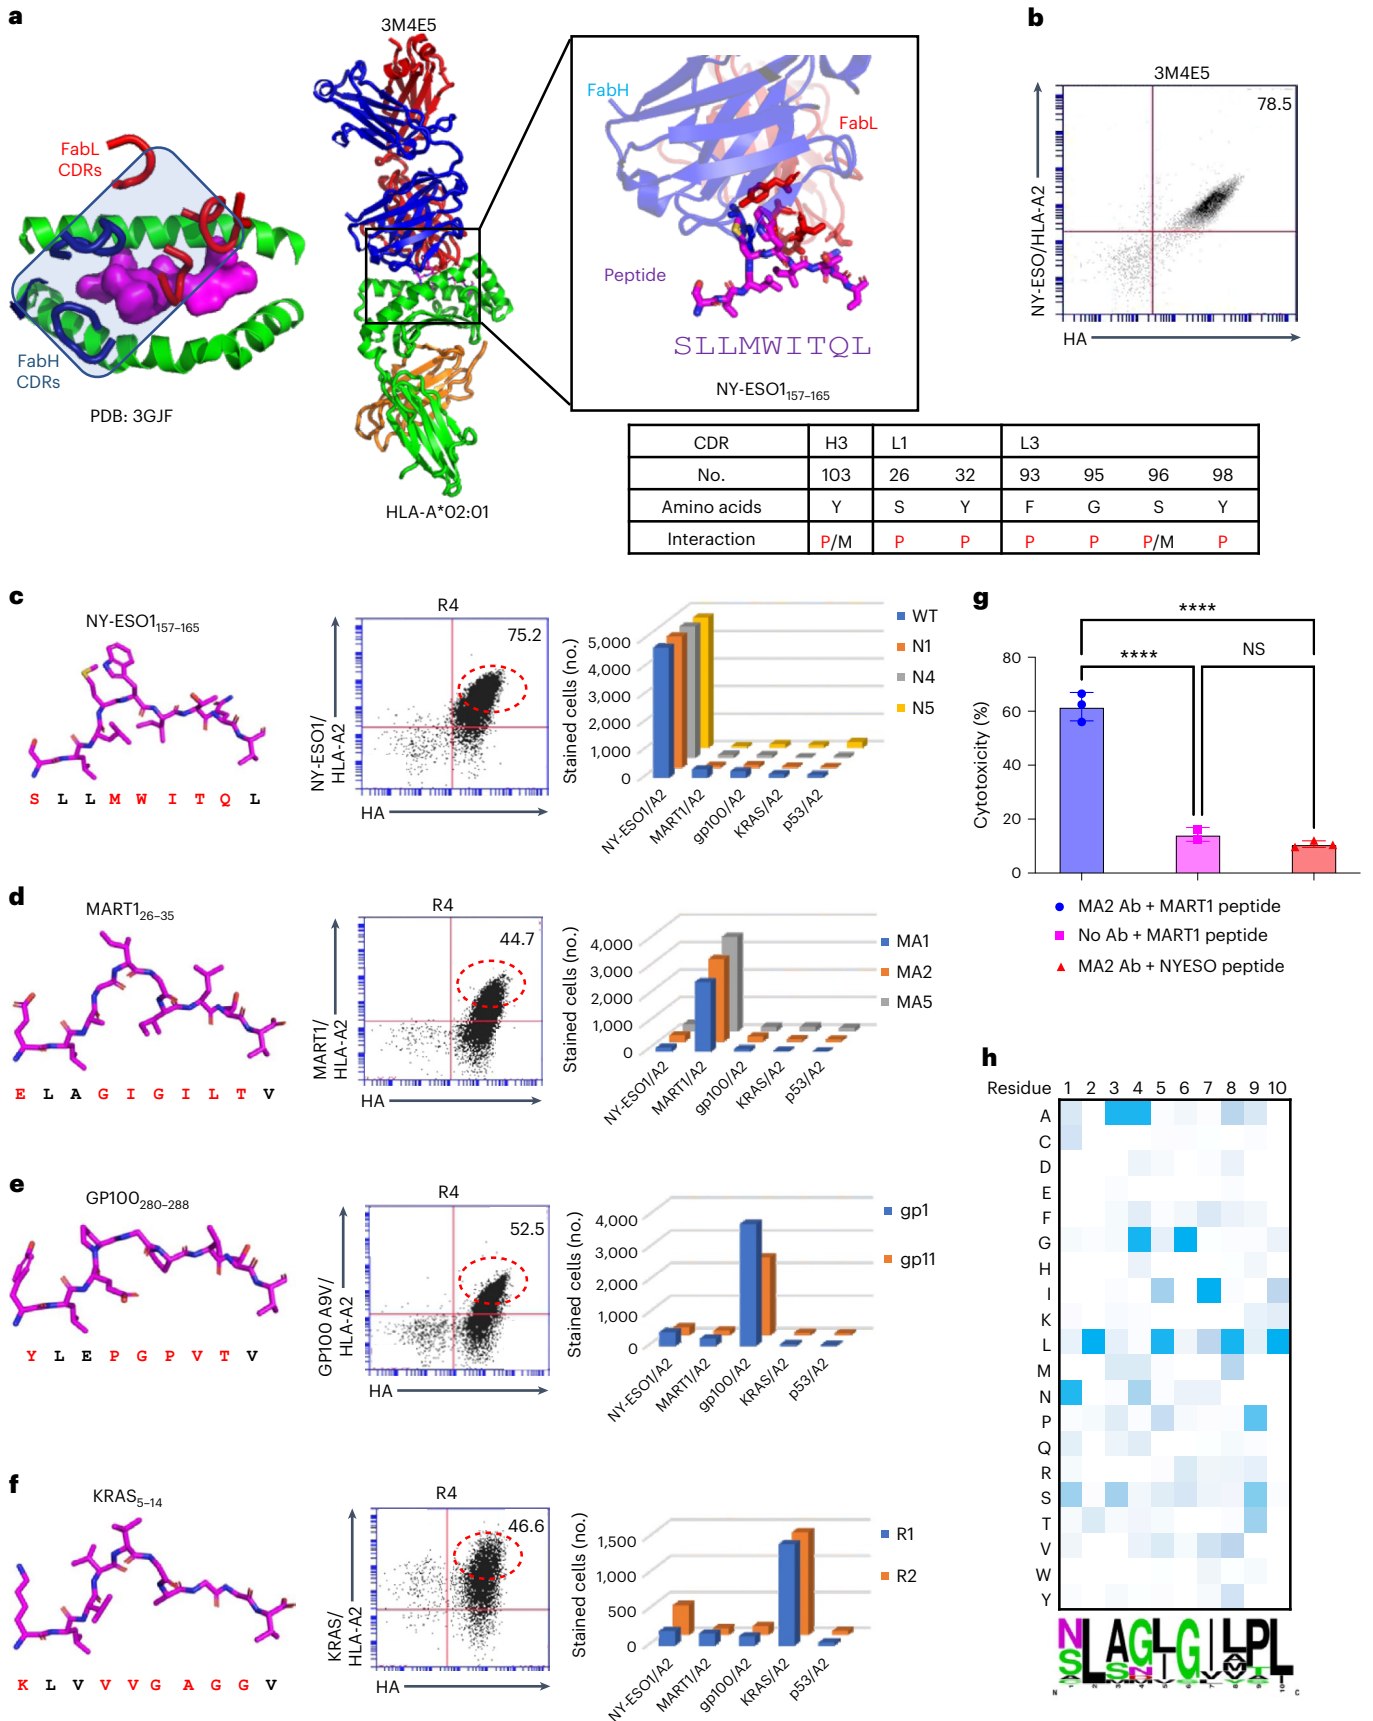 a
3M4E5
FabL
CDRs
FabH
CDRs
PDB: 3GJF
HLA-A*02:01
FabH
FabL
Peptide
SLLMWITQL
NY-ESO1157–165
CDR H3 L1 L3
No. 103 26 32 93 95 96 98
Amino acids Y S Y F G S Y
Interaction P/M P P P P P/M P
b
3M4E5
78.5
NY-ESO/HLA-A2
HA
c
NY-ESO1157–165
S L L M W I T Q L
R4
75.2
NY-ESO1/
HLA-A2
HA
Stained cells (no.)
5,000
4,000
3,000
2,000
1,000
0
NY-ESO1/A2
MART1/A2
gp100/A2
KRAS/A2
p53/A2
WT
N1
N4
N5
d
MART126–35
E L A G I G I L T V
R4
44.7
MART1/
HLA-A2
HA
Stained cells (no.)
4,000
3,000
2,000
1,000
0
NY-ESO1/A2
MART1/A2
gp100/A2
KRAS/A2
p53/A2
MA1
MA2
MA5
e
GP100280–288
Y L E P G P V T V
R4
52.5
GP100 A9V/
HLA-A2
HA
Stained cells (no.)
4,000
3,000
2,000
1,000
0
NY-ESO1/A2
MART1/A2
gp100/A2
KRAS/A2
p53/A2
gp1
gp11
f
KRAS5–14
K L V V V G A G G V
R4
46.6
KRAS/
HLA-A2
HA
Stained cells (no.)
1,500
1,000
500
0
NY-ESO1/A2
MART1/A2
gp100/A2
KRAS/A2
p53/A2
R1
R2
g
****
**** NS
Cytotoxicity (%)
80
60
40
20
0
MA2 Ab + MART1 peptide
No Ab + MART1 peptide
MA2 Ab + NYESO peptide
h
Residue 1 2 3 4 5 6 7 8 9 10
A
C
D
E
F
G
H
I
K
L
M
N
P
Q
R
S
T
V
W
Y
NLAGLGILPL